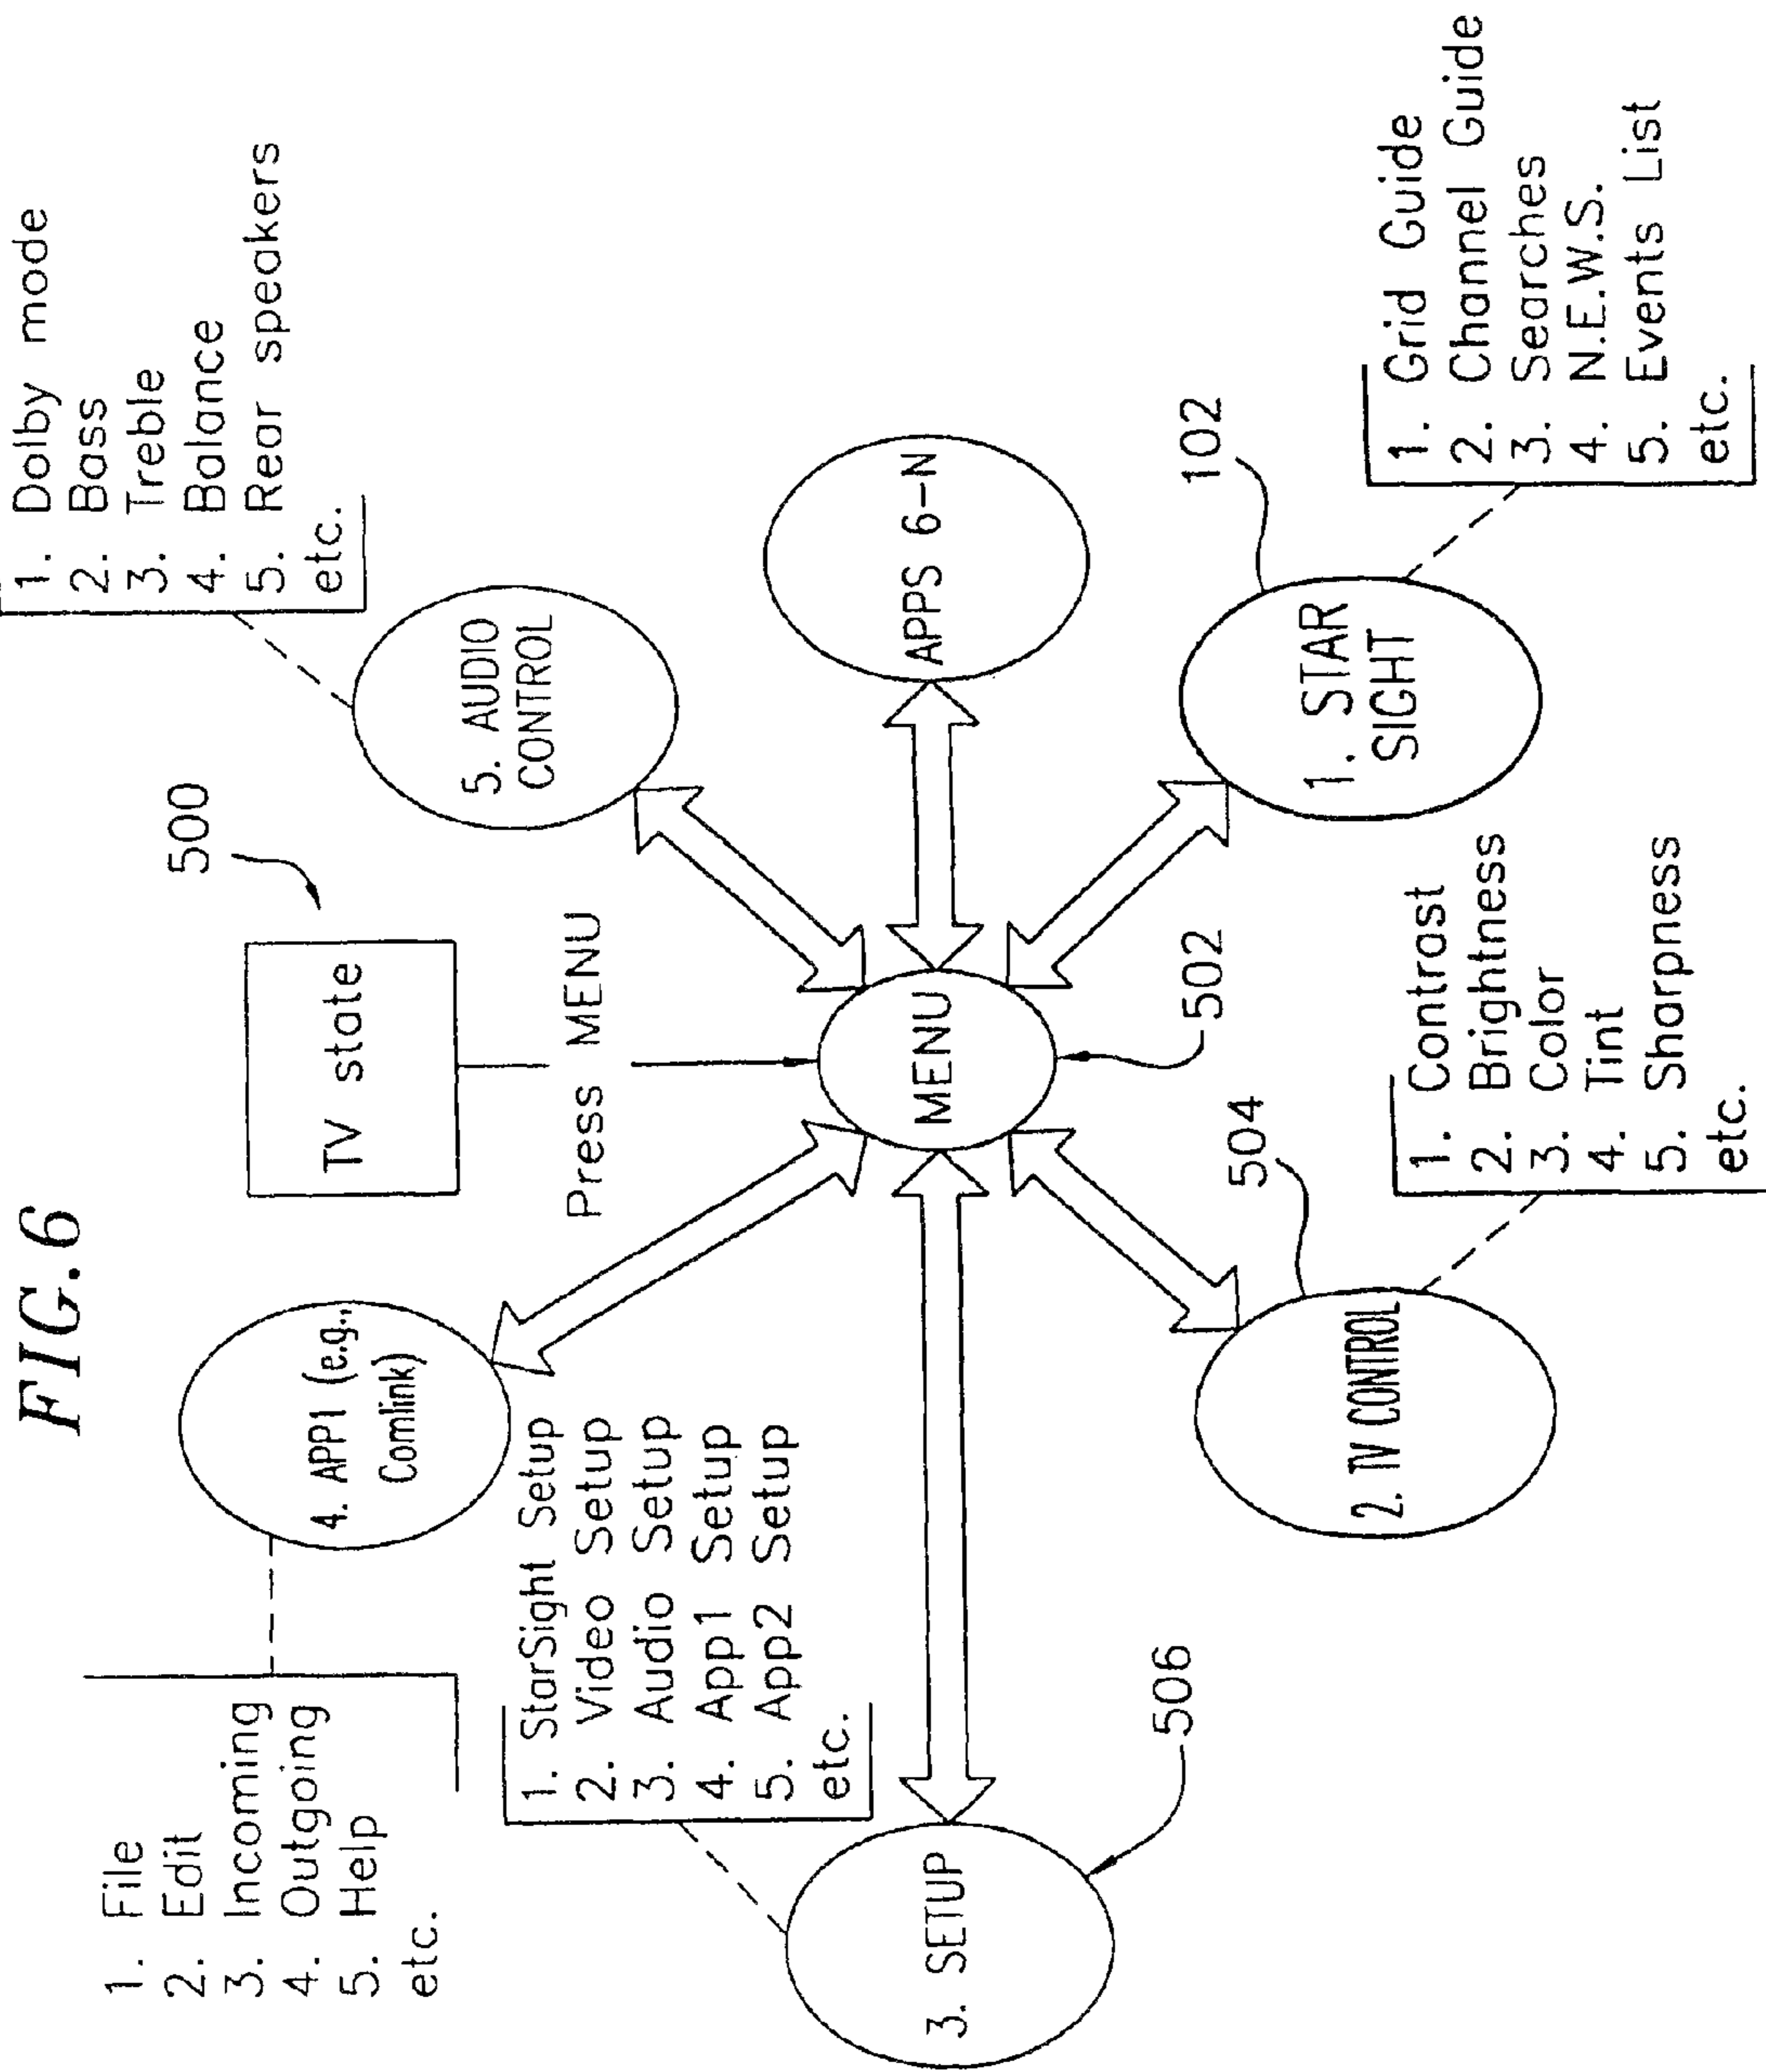 FIG.6
1. File
2. Edit
3. Incoming
4. Outgoing
5. Help
etc.
4. APP1 (e.g.,
Comlink)
TV state
500
Press MENU
1. Dolby mode
2. Bass
3. Treble
4. Balance
5. Rear speakers
etc.
5. AUDIO
CONTROL
1. StarSight Setup
2. Video Setup
3. Audio Setup
4. App1 Setup
5. App2 Setup
etc.
3. SETUP
506
MENU
502
APPS 6-N
2. TV CONTROL
504
1. Contrast
2. Brightness
3. Color
4. Tint
5. Sharpness
etc.
1. STAR
SIGHT
102
1. Grid Guide
2. Channel Guide
3. Searches
4. N.E.W.S.
5. Events List
etc.